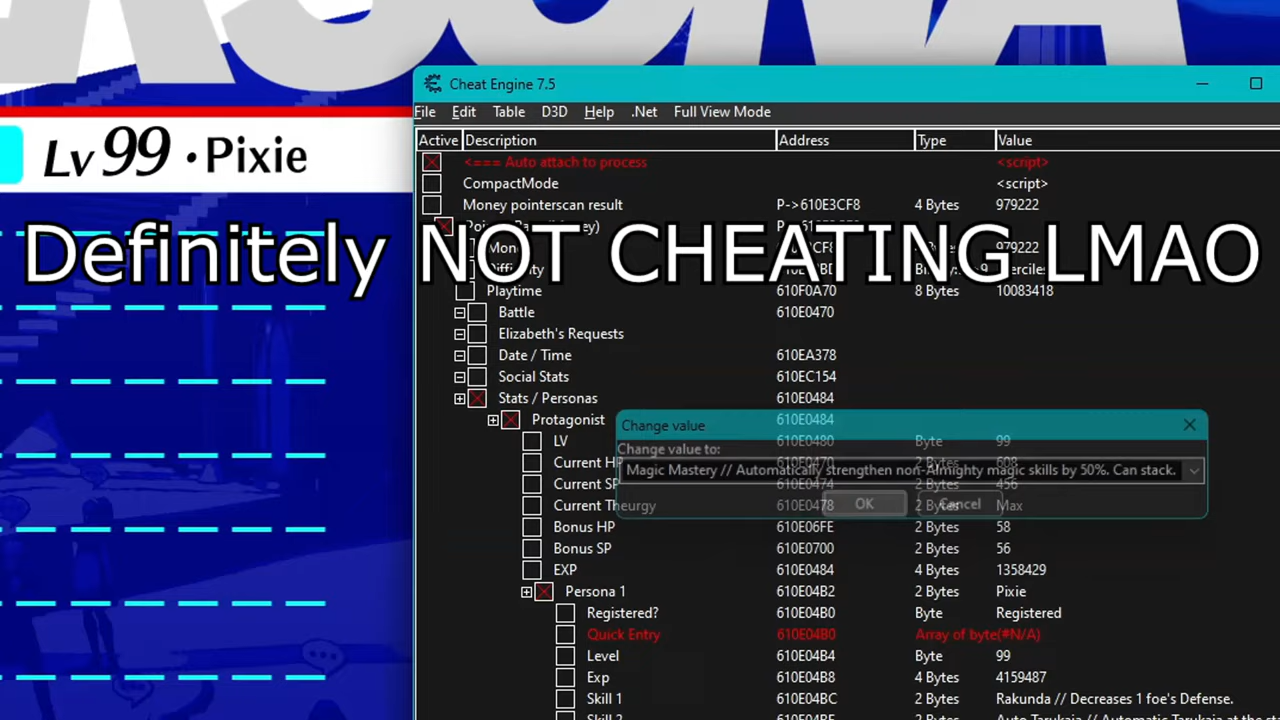 Cheat Engine 7.5
File Edit Table D3D Help .Net Full View Mode
Active Description Address Type Value
Lv 99 · Pixie
<=== Auto attach to process <script>
CompactMode <script>
Money pointerscan result P->610E3CF8 4 Bytes 979222
Definitely NOT CHEATING LMAO
979222
Playtime 610F0A70 8 Bytes 10083418
Battle 610E0470
Elizabeth's Requests
Date / Time 610EA378
Social Stats 610EC154
Stats / Personas 610E0484
Protagonist 610E0484
Change value
LV 610E0480 Byte 99
Change value to:
Current HP 2 Bytes 608
Magic Mastery // Automatically strengthen non-Almighty magic skills by 50%. Can stack.
Current SP 2 Bytes 456
OK Cancel
Current Theurgy 610E0478 2 Bytes Max
Bonus HP 610E06FE 2 Bytes 58
Bonus SP 610E0700 2 Bytes 56
EXP 610E0484 4 Bytes 1358429
Persona 1 610E04B2 2 Bytes Pixie
Registered? 610E04B0 Byte Registered
Quick Entry 610E04B0 Array of byte(#N/A)
Level 610E04B4 Byte 99
Exp 610E04B8 4 Bytes 4159487
Skill 1 610E04BC 2 Bytes Rakunda // Decreases 1 foe's Defense.